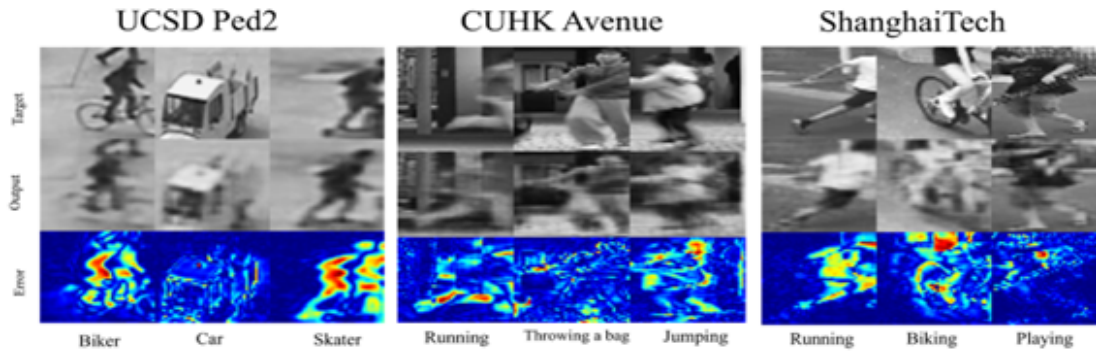 UCSD Ped2 CUHK Avenue ShanghaiTech
Target
Output
Error
Biker Car Skater Running Throwing a bag Jumping Running Biking Playing